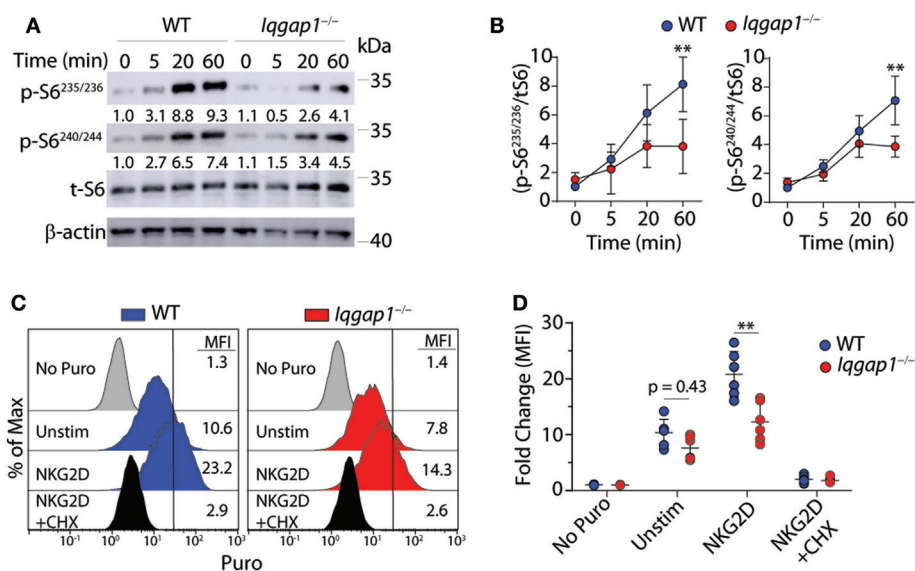 A
WT
Iqgap1⁻/⁻
kDa
Time (min) 0 5 20 60 0 5 20 60
p-S6²³⁵/²³⁶
35
1.0 3.1 8.8 9.3 1.1 0.5 2.6 4.1
p-S6²⁴⁰/²⁴⁴
35
1.0 2.7 6.5 7.4 1.1 1.5 3.4 4.5
t-S6
35
β-actin
40
B
WT Iqgap1⁻/⁻
(p-S6²³⁵/²³⁶/tS6)
10
8
6
4
2
0
**
0 5 20 60
Time (min)
(p-S6²⁴⁰/²⁴⁴/tS6)
10
8
6
4
2
0
**
0 5 20 60
Time (min)
C
WT Iqgap1⁻/⁻
% of Max
MFI
No Puro 1.3
Unstim 10.6
NKG2D 23.2
NKG2D
+CHX 2.9
10⁻¹ 10⁰ 10¹ 10² 10³
MFI
No Puro 1.4
Unstim 7.8
NKG2D 14.3
NKG2D
+CHX 2.6
10⁻¹ 10⁰ 10¹ 10² 10³
Puro
D
WT
Iqgap1⁻/⁻
Fold Change (MFI)
30
20
10
0
p = 0.43
**
No Puro
Unstim
NKG2D
NKG2D
+CHX